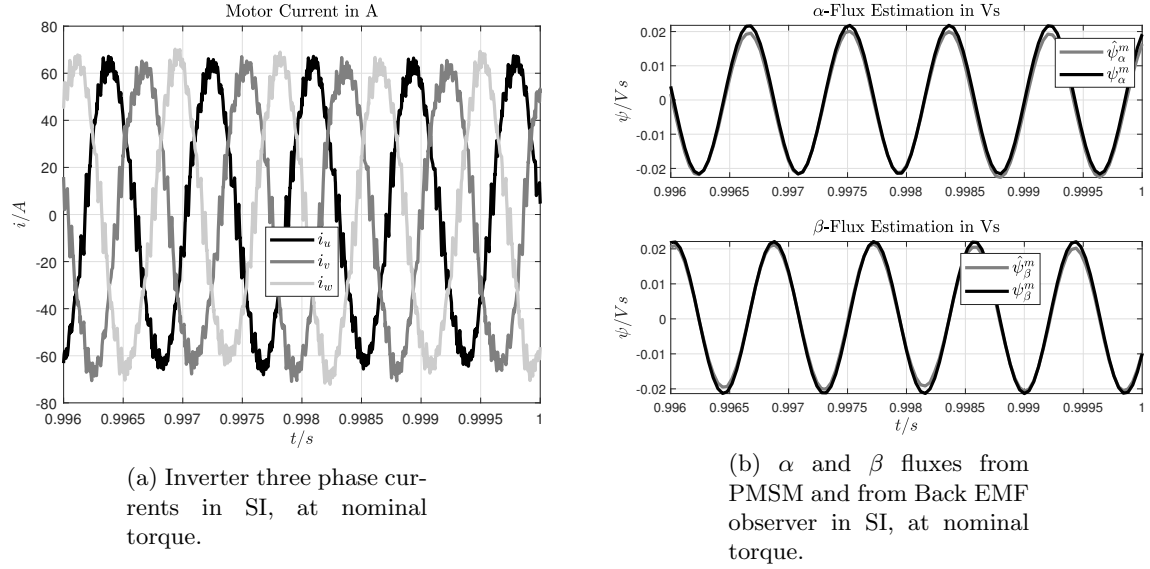 Motor Current in A
80
60
40
20
0
-20
-40
-60
-80
i/A
i_u
i_v
i_w
0.996 0.9965 0.997 0.9975 0.998 0.9985 0.999 0.9995 1
t/s
(a) Inverter three phase cur-
rents in SI, at nominal
torque.
α-Flux Estimation in Vs
0.02
0.01
0
-0.01
-0.02
ψ/Vs
ψ̂_α^m
ψ_α^m
0.996 0.9965 0.997 0.9975 0.998 0.9985 0.999 0.9995 1
β-Flux Estimation in Vs
0.02
0.01
0
-0.01
-0.02
ψ/Vs
ψ̂_β^m
ψ_β^m
0.996 0.9965 0.997 0.9975 0.998 0.9985 0.999 0.9995 1
t/s
(b) α and β fluxes from
PMSM and from Back EMF
observer in SI, at nominal
torque.